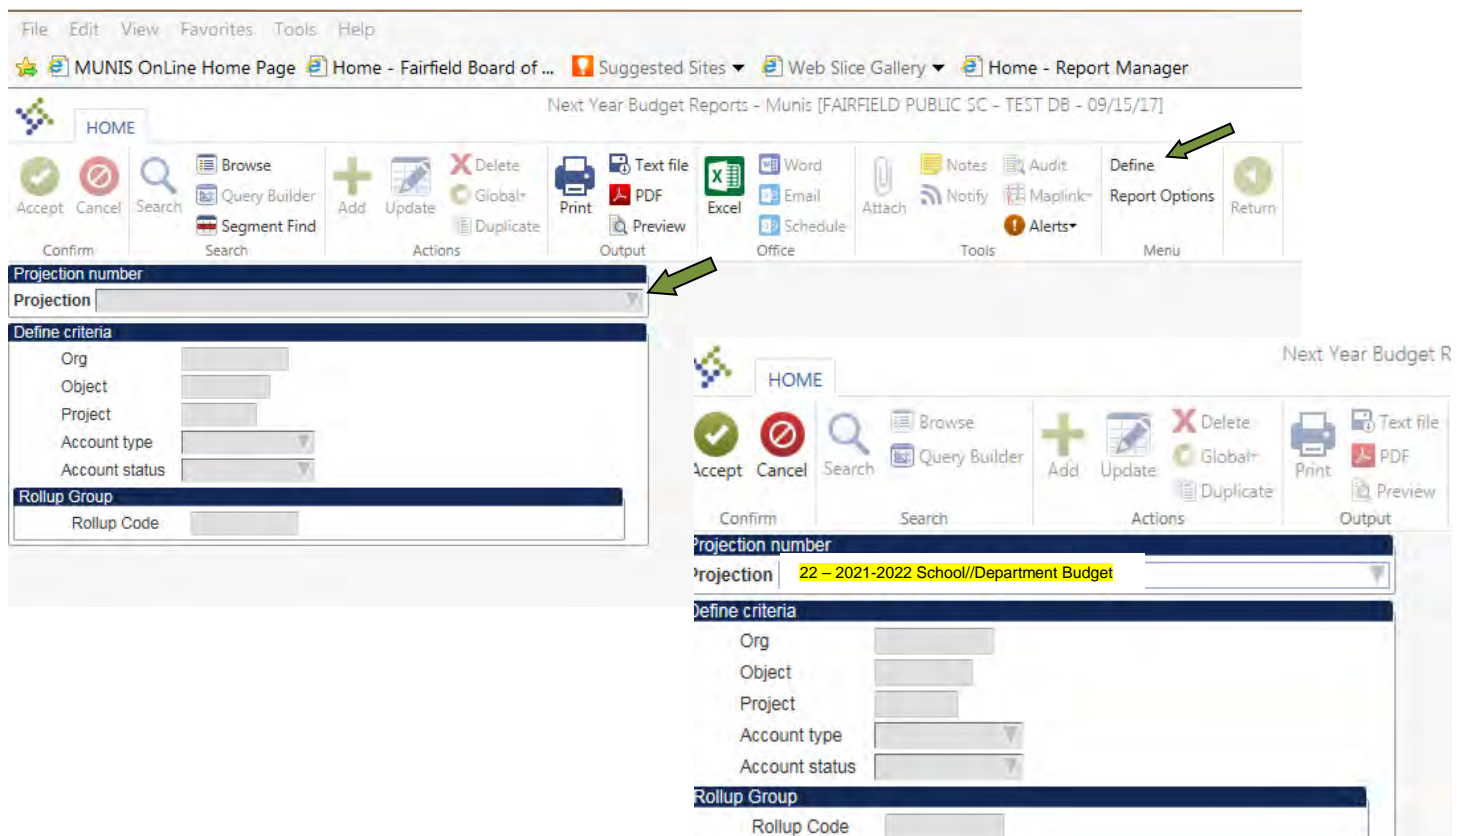 File Edit View Favorites Tools Help
MUNIS OnLine Home Page Home - Fairfield Board of ... Suggested Sites Web Slice Gallery Home - Report Manager
Next Year Budget Reports - Munis [FAIRFIELD PUBLIC SC - TEST DB - 09/15/17]
HOME
Browse Delete Text file Word Notes Audit Define
Query Builder Global PDF Email Notify Maplink Report Options
Accept Cancel Search Add Update Print Excel Attach Return
Segment Find Duplicate Preview Schedule Alerts
Confirm Search Actions Output Office Tools Menu
Projection number
Projection
Define criteria
Org
Object
Project
Account type
Account status
Rollup Group
Rollup Code
Next Year Budget R
HOME
Browse Delete Text file
Query Builder Global PDF
Accept Cancel Search Add Update Print
Duplicate Preview
Confirm Search Actions Output
Projection number
Projection 22 – 2021-2022 School//Department Budget
Define criteria
Org
Object
Project
Account type
Account status
Rollup Group
Rollup Code